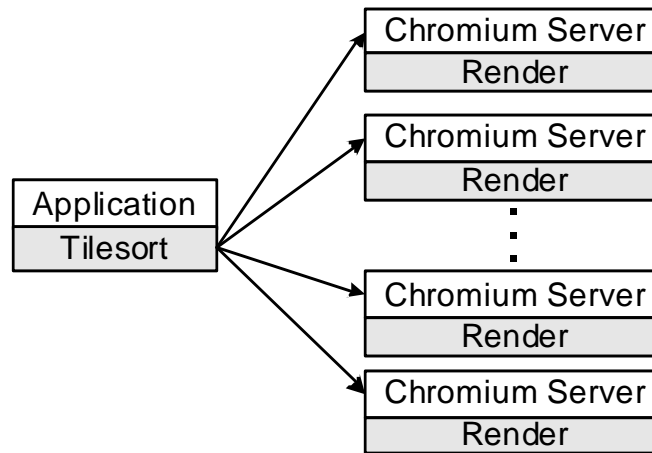 Chromium Server
Render
Chromium Server
Render
Application
Tilesort
Chromium Server
Render
Chromium Server
Render